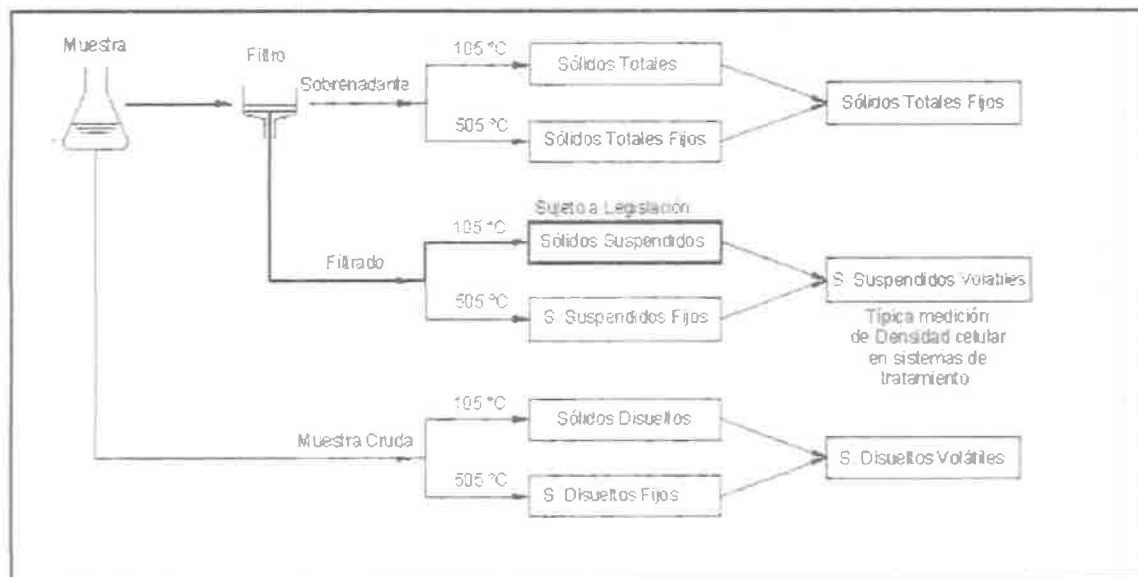 Muestra
Filtro
Sobrenadante
105 °C
Sólidos Totales
505 °C
Sólidos Totales Fijos
Sólidos Totales Fijos
Sujeto a Legislación
Filtrado
105 °C
Sólidos Suspendidos
505 °C
S. Suspendidos Fijos
S. Suspendidos Volatiles
Típica medición
de Densidad celular
en sistemas de
tratamiento
Muestra Cruda
105 °C
Sólidos Disueltos
505 °C
S. Disueltos Fijos
S. Disueltos Volátiles